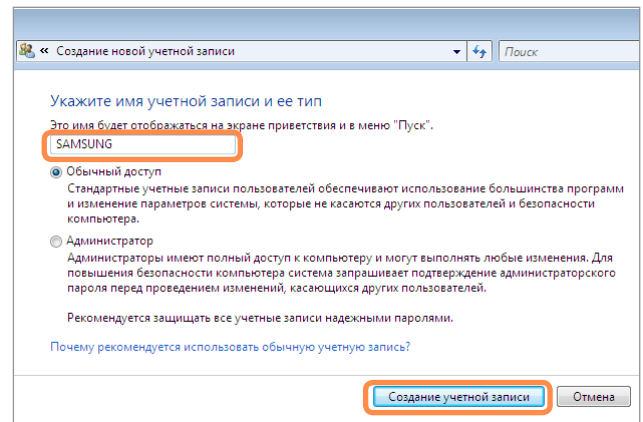 « Создание новой учетной записи
Поиск
Укажите имя учетной записи и ее тип
Это имя будет отображаться на экране приветствия и в меню "Пуск".
SAMSUNG
Обычный доступ
Стандартные учетные записи пользователей обеспечивают использование большинства программ
и изменение параметров системы, которые не касаются других пользователей и безопасности
компьютера.
Администратор
Администраторы имеют полный доступ к компьютеру и могут выполнять любые изменения. Для
повышения безопасности компьютера система запрашивает подтверждение администраторского
пароля перед проведением изменений, касающихся других пользователей.
Рекомендуется защищать все учетные записи надежными паролями.
Почему рекомендуется использовать обычную учетную запись?
Создание учетной записи
Отмена